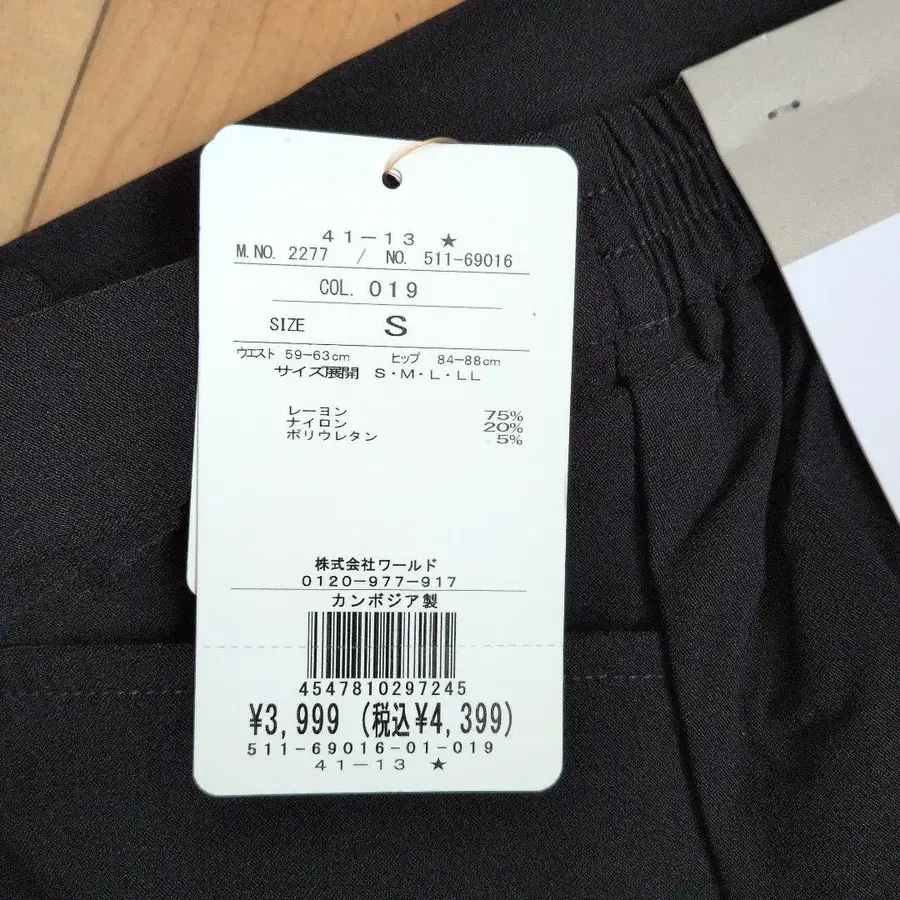 41-13 ★
M.NO. 2277 / NO. 511-69016
COL. 019
SIZE S
ウエスト 59-63cm ヒップ 84-88cm
サイズ展開 S・M・L・LL
レーヨン 75%
ナイロン 20%
ポリウレタン 5%
株式会社ワールド
0120-977-917
カンボジア製
4547810297245
¥3,999 (税込¥4,399)
511-69016-01-019
41-13 ★